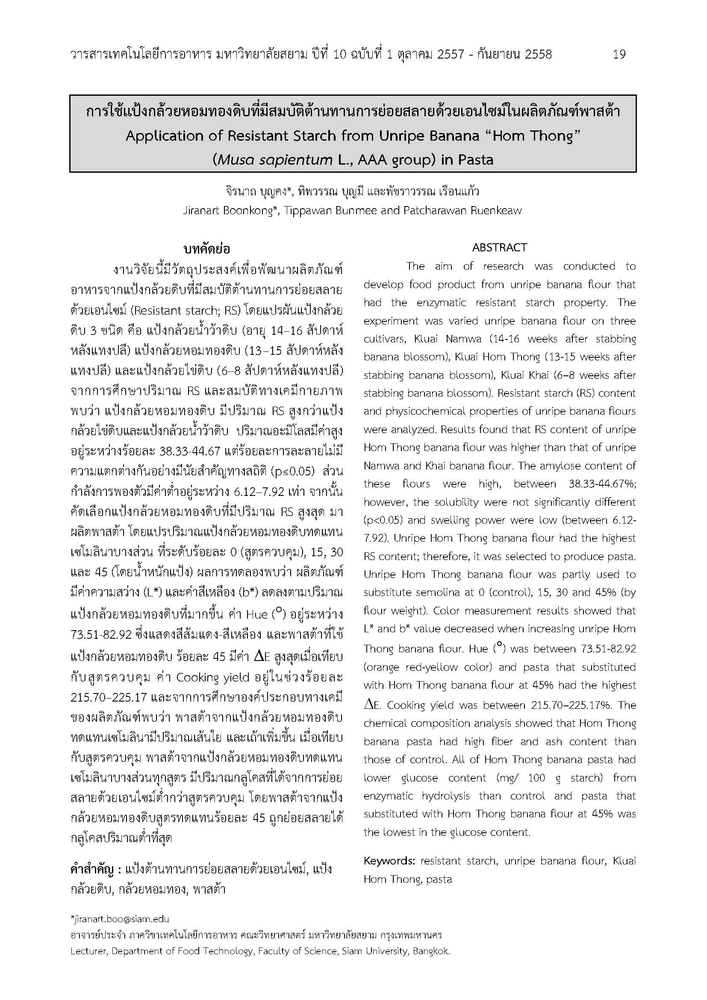 วารสารเทคโนโลยีการอาหาร มหาวิทยาลัยสยาม ปีที่ 10 ฉบับที่ 1 ตุลาคม 2557 - กันยายน 2558 19
การใช้แป้งกล้วยหอมทองดิบที่มีสมบัติต้านทานการย่อยสลายด้วยเอนไซม์ในผลิตภัณฑ์พาสต้า
Application of Resistant Starch from Unripe Banana “Hom Thong”
(Musa sapientum L., AAA group) in Pasta
จิรนาถ บุญคง*, ทิพวรรณ บุญมี และพัชราวรรณ เรือนแก้ว
Jiranart Boonkong*, Tippawan Bunmee and Patcharawan Ruenkeaw
บทคัดย่อ
งานวิจัยนี้มีวัตถุประสงค์เพื่อพัฒนาผลิตภัณฑ์
อาหารจากแป้งกล้วยดิบที่มีสมบัติต้านทานการย่อยสลาย
ด้วยเอนไซม์ (Resistant starch; RS) โดยแปรผันแป้งกล้วย
ดิบ 3 ชนิด คือ แป้งกล้วยน้ำว้าดิบ (อายุ 14–16 สัปดาห์
หลังแทงปลี) แป้งกล้วยหอมทองดิบ (13–15 สัปดาห์หลัง
แทงปลี) และแป้งกล้วยไข่ดิบ (6–8 สัปดาห์หลังแทงปลี)
จากการศึกษาปริมาณ RS และสมบัติทางเคมีกายภาพ
พบว่า แป้งกล้วยหอมทองดิบ มีปริมาณ RS สูงกว่าแป้ง
กล้วยไข่ดิบและแป้งกล้วยน้ำว้าดิบ ปริมาณอะมิโลสมีค่าสูง
อยู่ระหว่างร้อยละ 38.33-44.67 แต่ร้อยละการละลายไม่มี
ความแตกต่างกันอย่างมีนัยสำคัญทางสถิติ (p≤0.05) ส่วน
กำลังการพองตัวมีค่าต่ำอยู่ระหว่าง 6.12–7.92 เท่า จากนั้น
คัดเลือกแป้งกล้วยหอมทองดิบที่มีปริมาณ RS สูงสุด มา
ผลิตพาสต้า โดยแปรปริมาณแป้งกล้วยหอมทองดิบทดแทน
เซโมลินาบางส่วน ที่ระดับร้อยละ 0 (สูตรควบคุม), 15, 30
และ 45 (โดยน้ำหนักแป้ง) ผลการทดลองพบว่า ผลิตภัณฑ์
มีค่าความสว่าง (L*) และค่าสีเหลือง (b*) ลดลงตามปริมาณ
แป้งกล้วยหอมทองดิบที่มากขึ้น ค่า Hue (°) อยู่ระหว่าง
73.51-82.92 ซึ่งแสดงสีส้มแดง-สีเหลือง และพาสต้าที่ใช้
แป้งกล้วยหอมทองดิบ ร้อยละ 45 มีค่า ΔE สูงสุดเมื่อเทียบ
กับสูตรควบคุม ค่า Cooking yield อยู่ในช่วงร้อยละ
215.70–225.17 และจากการศึกษาองค์ประกอบทางเคมี
ของผลิตภัณฑ์พบว่า พาสต้าจากแป้งกล้วยหอมทองดิบ
ทดแทนเซโมลินามีปริมาณเส้นใย และเถ้าเพิ่มขึ้น เมื่อเทียบ
กับสูตรควบคุม พาสต้าจากแป้งกล้วยหอมทองดิบทดแทน
เซโมลินาบางส่วนทุกสูตร มีปริมาณกลูโคสที่ได้จากการย่อย
สลายด้วยเอนไซม์ต่ำกว่าสูตรควบคุม โดยพาสต้าจากแป้ง
กล้วยหอมทองดิบสูตรทดแทนร้อยละ 45 ถูกย่อยสลายได้
กลูโคสปริมาณต่ำที่สุด
คำสำคัญ : แป้งต้านทานการย่อยสลายด้วยเอนไซม์, แป้ง
กล้วยดิบ, กล้วยหอมทอง, พาสต้า
ABSTRACT
The aim of research was conducted to
develop food product from unripe banana flour that
had the enzymatic resistant starch property. The
experiment was varied unripe banana flour on three
cultivars, Kluai Namwa (14-16 weeks after stabbing
banana blossom), Kluai Hom Thong (13-15 weeks after
stabbing banana blossom), Kluai Khai (6–8 weeks after
stabbing banana blossom). Resistant starch (RS) content
and physicochemical properties of unripe banana flours
were analyzed. Results found that RS content of unripe
Hom Thong banana flour was higher than that of unripe
Namwa and Khai banana flour. The amylose content of
these flours were high, between 38.33-44.67%;
however, the solubility were not significantly different
(p<0.05) and swelling power were low (between 6.12-
7.92). Unripe Hom Thong banana flour had the highest
RS content; therefore, it was selected to produce pasta.
Unripe Hom Thong banana flour was partly used to
substitute semolina at 0 (control), 15, 30 and 45% (by
flour weight). Color measurement results showed that
L* and b* value decreased when increasing unripe Hom
Thong banana flour. Hue (°) was between 73.51-82.92
(orange red-yellow color) and pasta that substituted
with Hom Thong banana flour at 45% had the highest
ΔE. Cooking yield was between 215.70–225.17%. The
chemical composition analysis showed that Hom Thong
banana pasta had high fiber and ash content than
those of control. All of Hom Thong banana pasta had
lower glucose content (mg/ 100 g starch) from
enzymatic hydrolysis than control and pasta that
substituted with Hom Thong banana flour at 45% was
the lowest in the glucose content.
Keywords: resistant starch, unripe banana flour, Kluai
Hom Thong, pasta
*jiranart.boo@siam.edu
อาจารย์ประจำ ภาควิชาเทคโนโลยีการอาหาร คณะวิทยาศาสตร์ มหาวิทยาลัยสยาม กรุงเทพมหานคร
Lecturer, Department of Food Technology, Faculty of Science, Siam University, Bangkok.